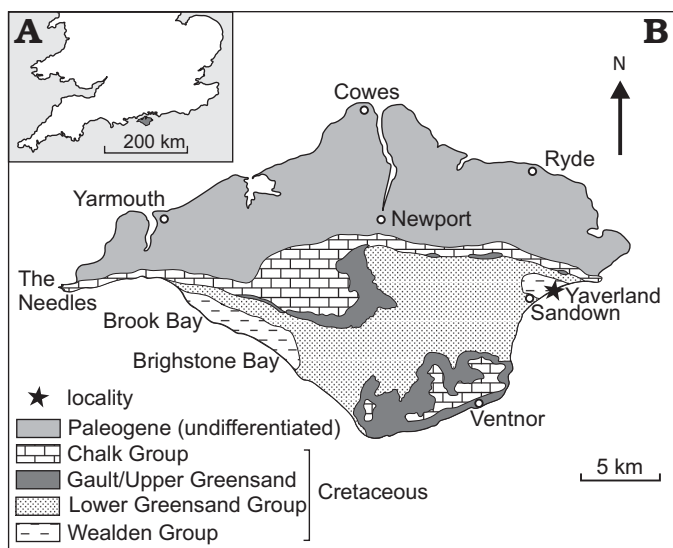 A
B
200 km
N
Cowes
Ryde
Yarmouth
Newport
The
Needles
Yaverland
Sandown
Brook Bay
Brighstone Bay
Ventnor
locality
Paleogene (undifferentiated)
Chalk Group
Gault/Upper Greensand
Lower Greensand Group
Wealden Group
Cretaceous
5 km